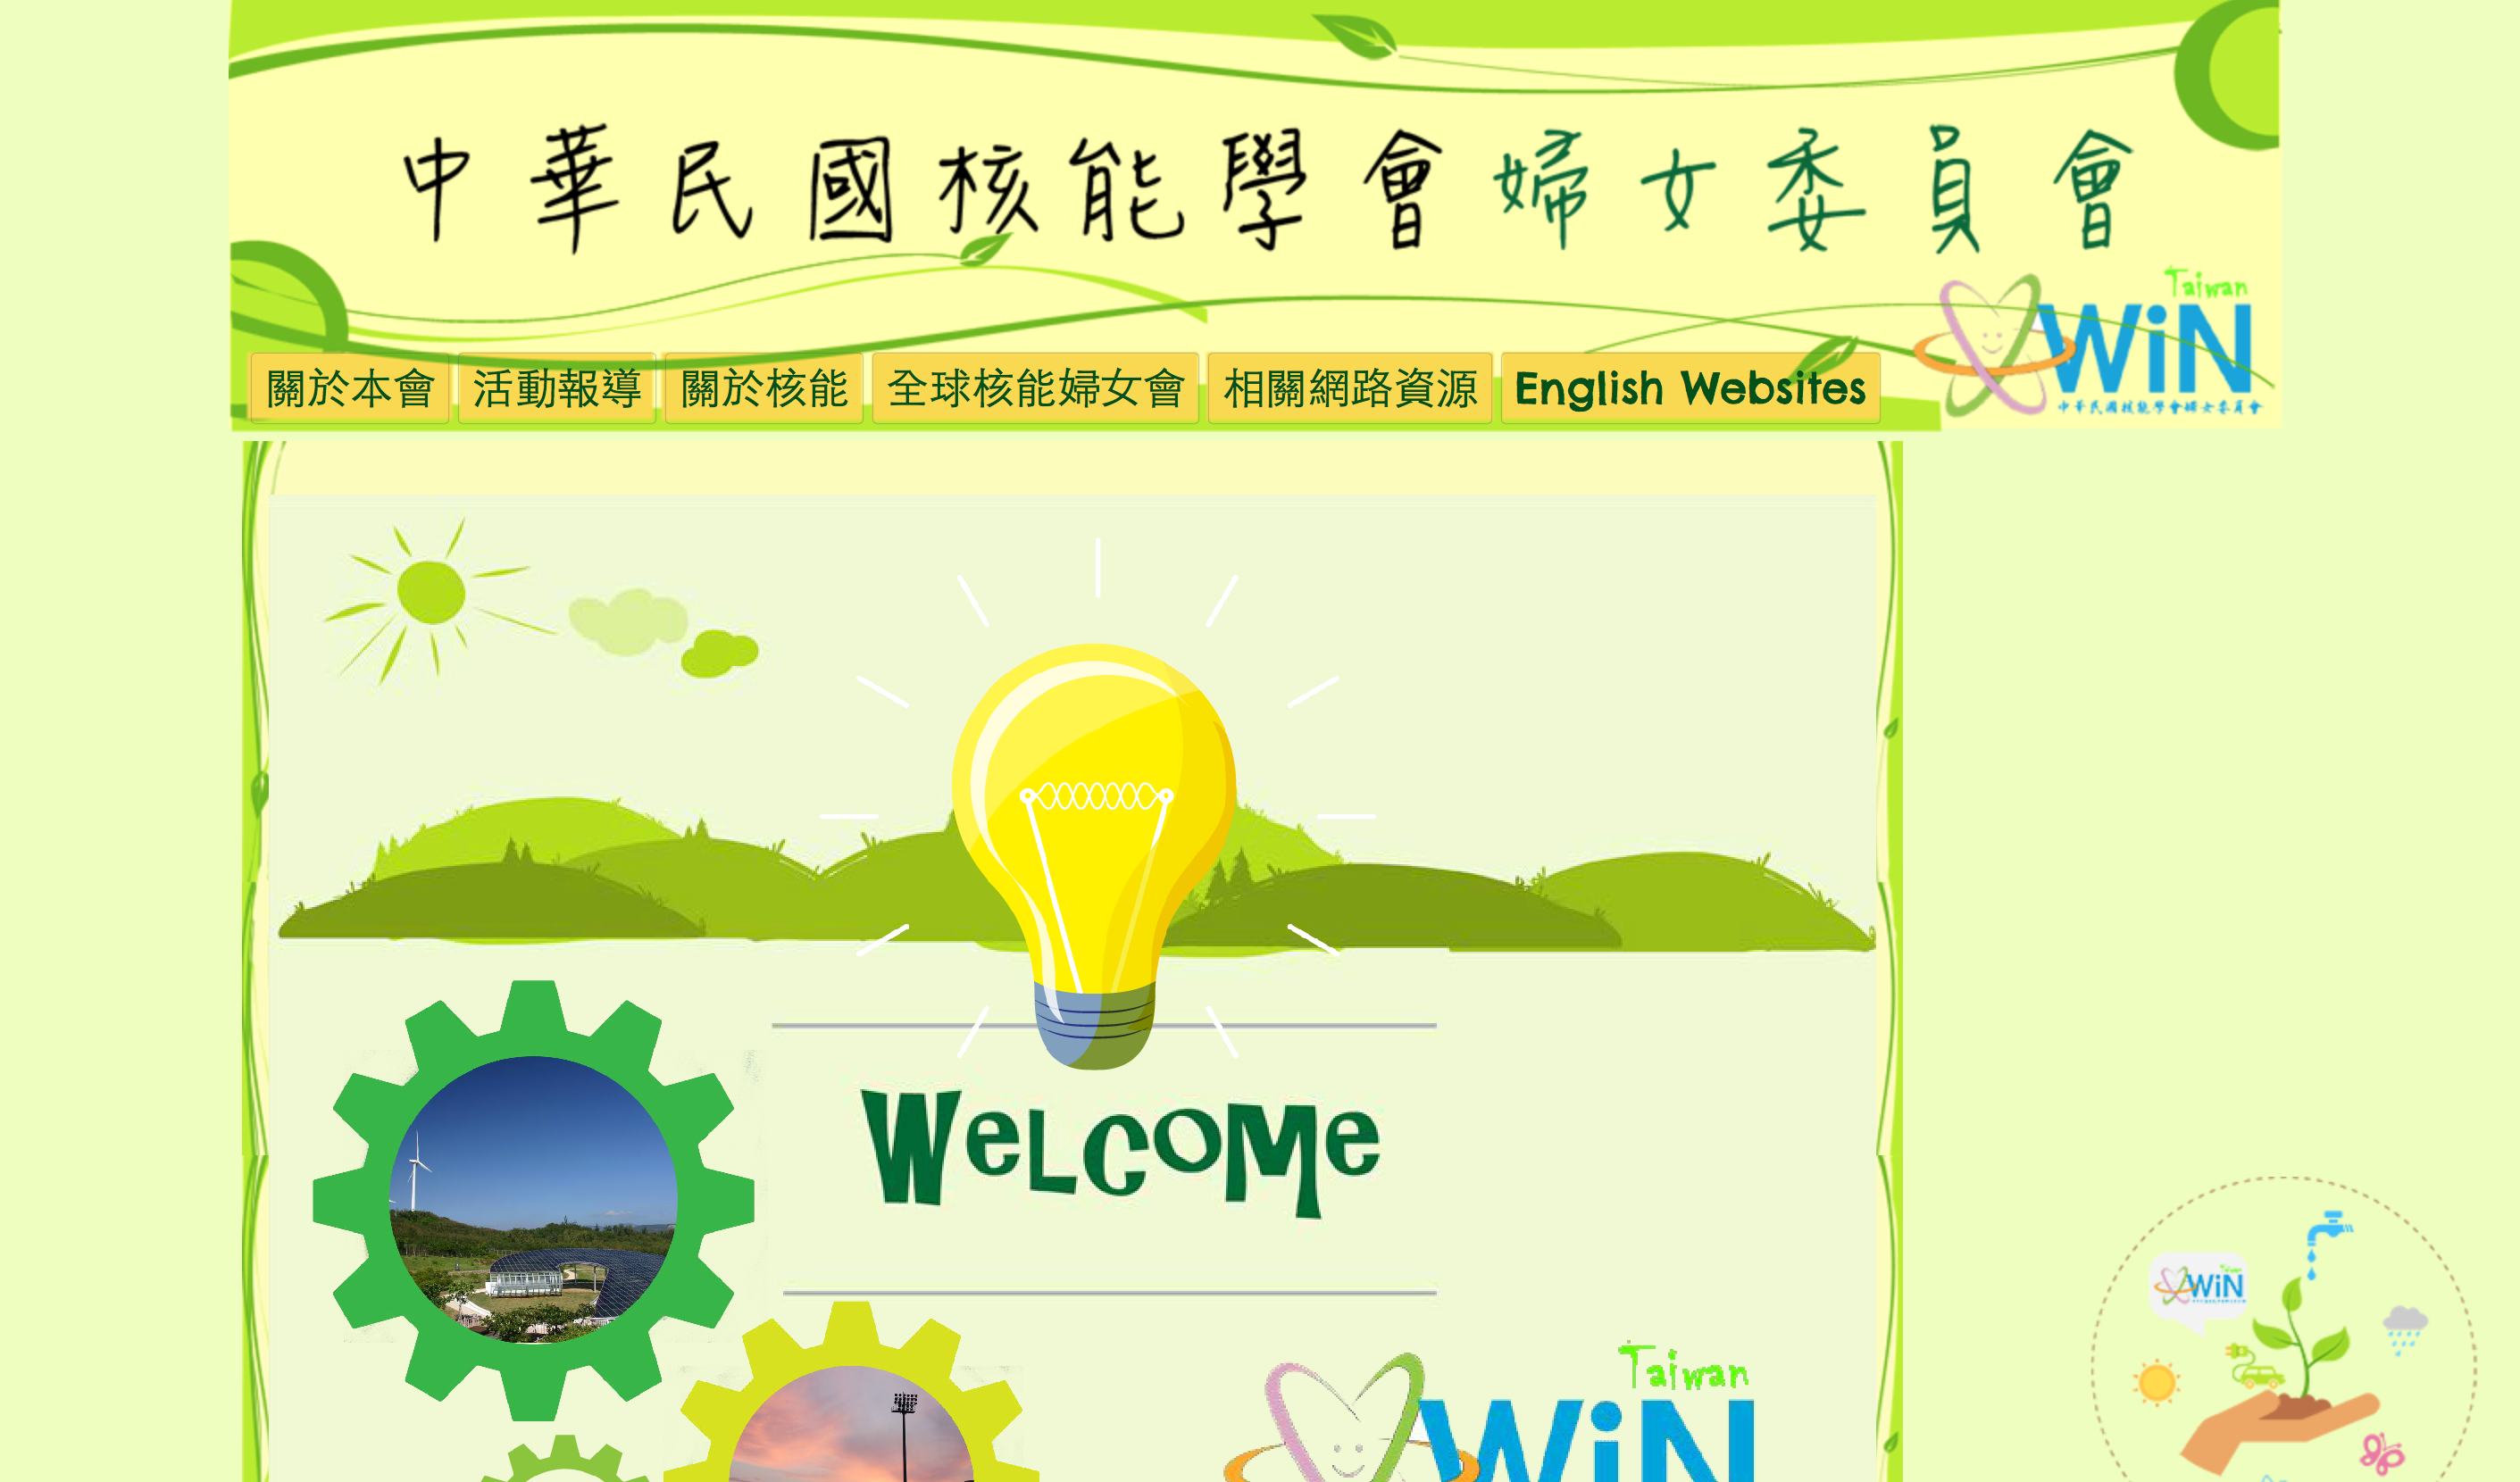 中華民國核能學會婦女委員會
Taiwan
WiN
中華民國核能學會婦女委員會
關於本會 活動報導 關於核能 全球核能婦女會 相關網路資源 English Websites
WeLCOMe
Taiwan
WiN
WiN